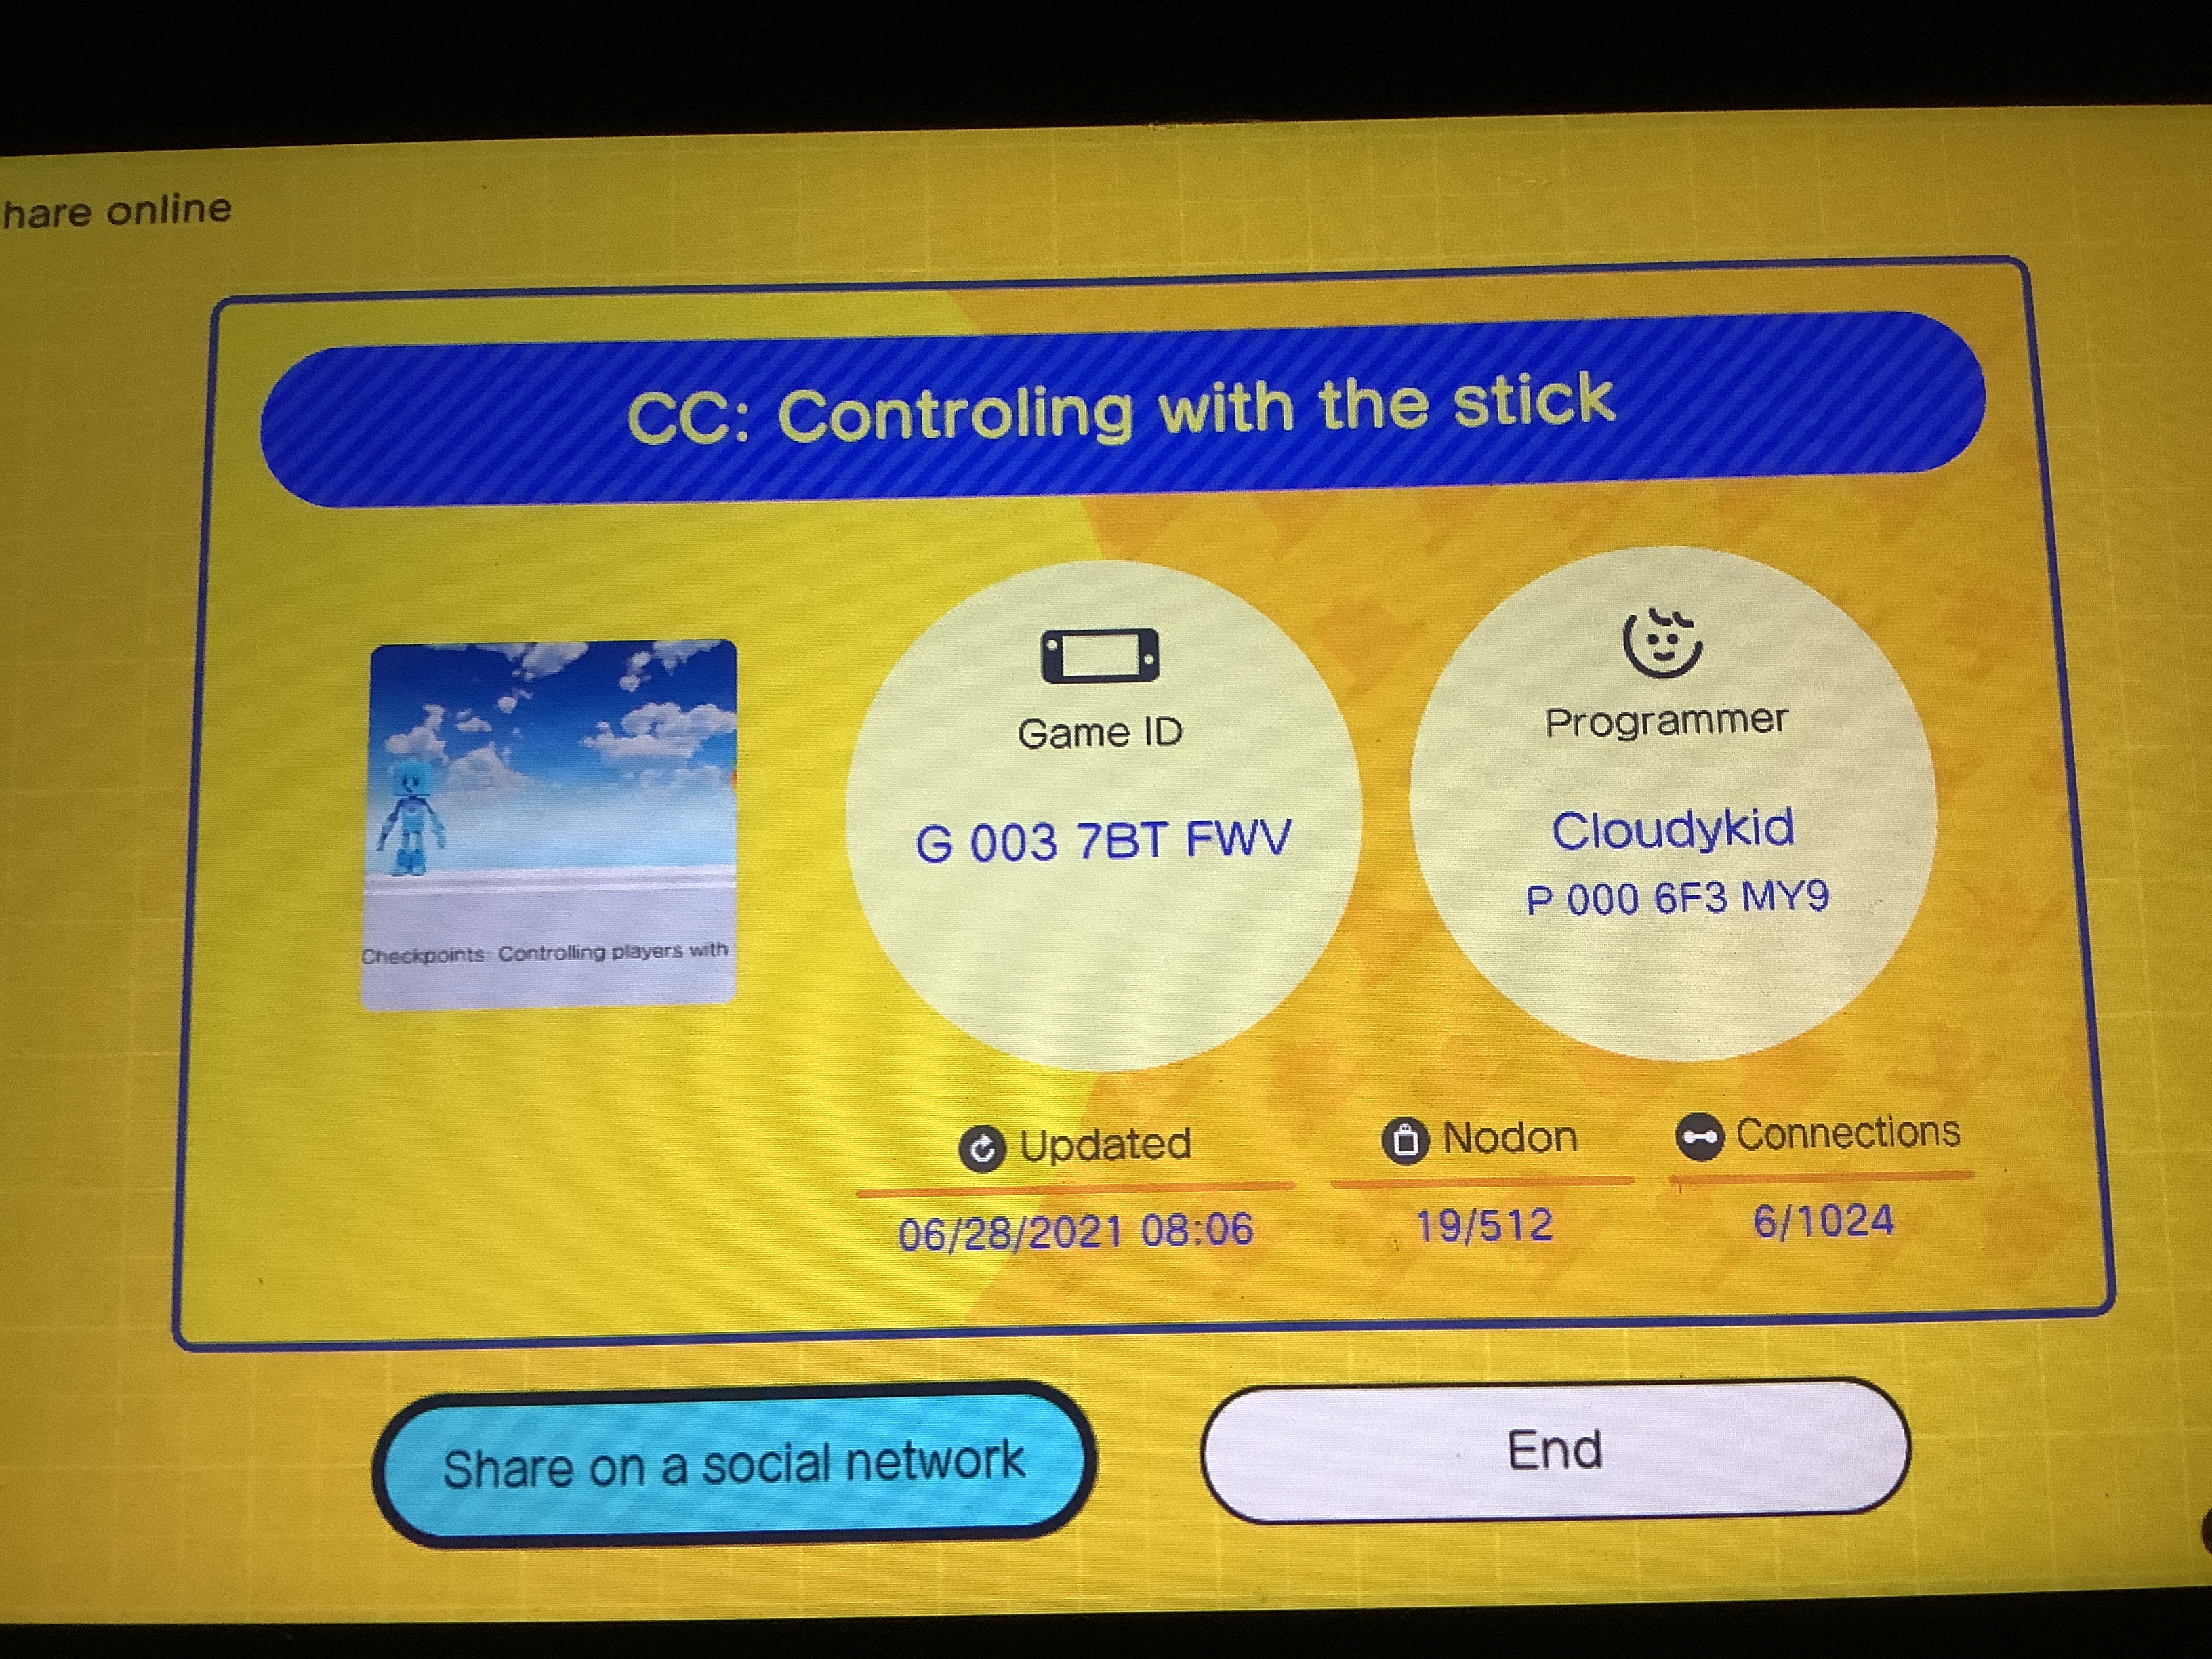 hare online
CC: Controling with the stick
Game ID
G 003 7BT FWV
Programmer
Cloudykid
P 000 6F3 MY9
Checkpoints: Controlling players with
Updated
06/28/2021 08:06
Nodon
19/512
Connections
6/1024
Share on a social network
End